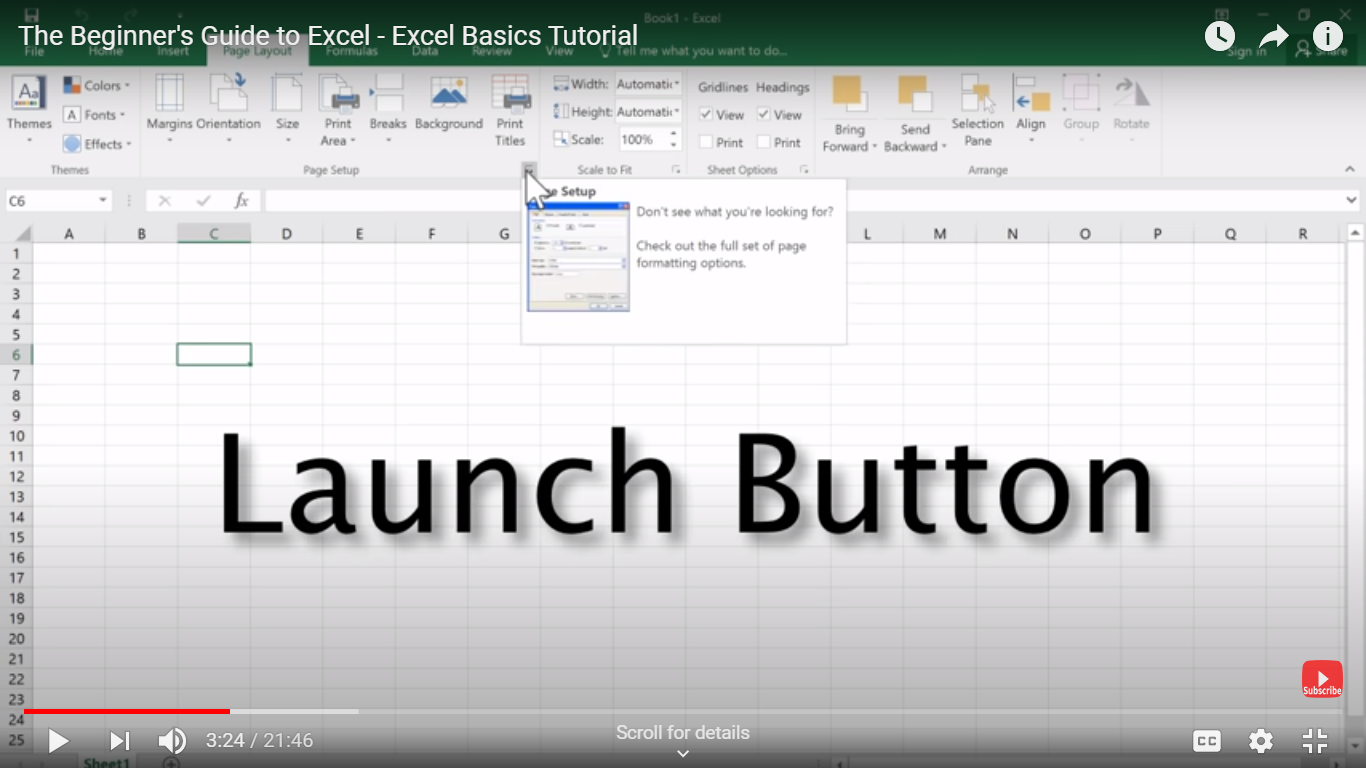 The Beginner's Guide to Excel - Excel Basics Tutorial
Book1 - Excel
File Home Insert Page Layout Formulas Data Review View Tell me what you want to do... Sign in Share
Themes
Colors
Fonts
Effects
Themes
Margins Orientation Size Print Area Breaks Background Print Titles
Page Setup
Width: Automatic
Height: Automatic
Scale: 100%
Scale to Fit
Gridlines Headings
View View
Print Print
Sheet Options
Bring Forward Send Backward Selection Pane Align Group Rotate
Arrange
C6
fx
Setup
Don't see what you're looking for?
Check out the full set of page
formatting options.
A B C D E F G L M N O P Q R
1
2
3
4
5
6
7
8
9
10
11
12
13
14
15
16
17
18
19
20
21
22
23
24
25
Launch Button
Subscribe
3:24 / 21:46
Scroll for details
CC
Sheet1